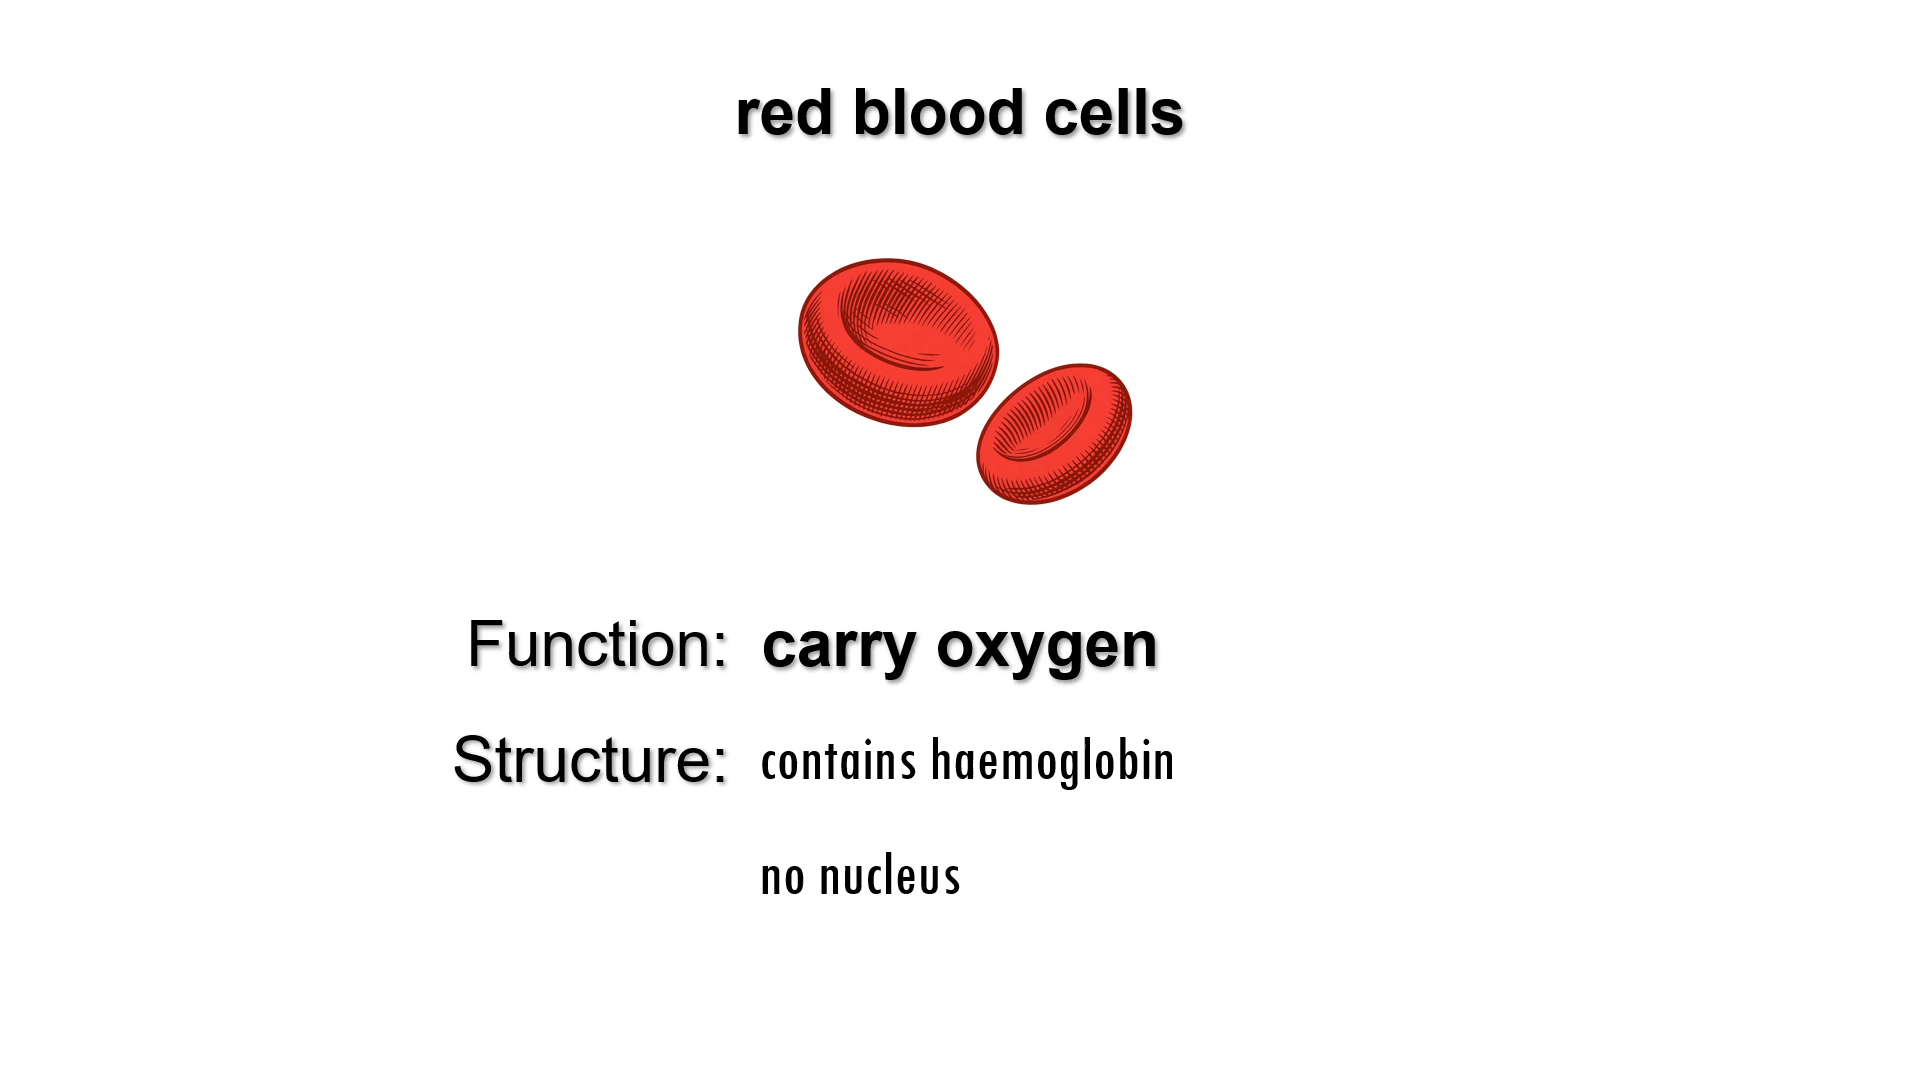 red blood cells
Function: carry oxygen
Structure: contains haemoglobin
no nucleus